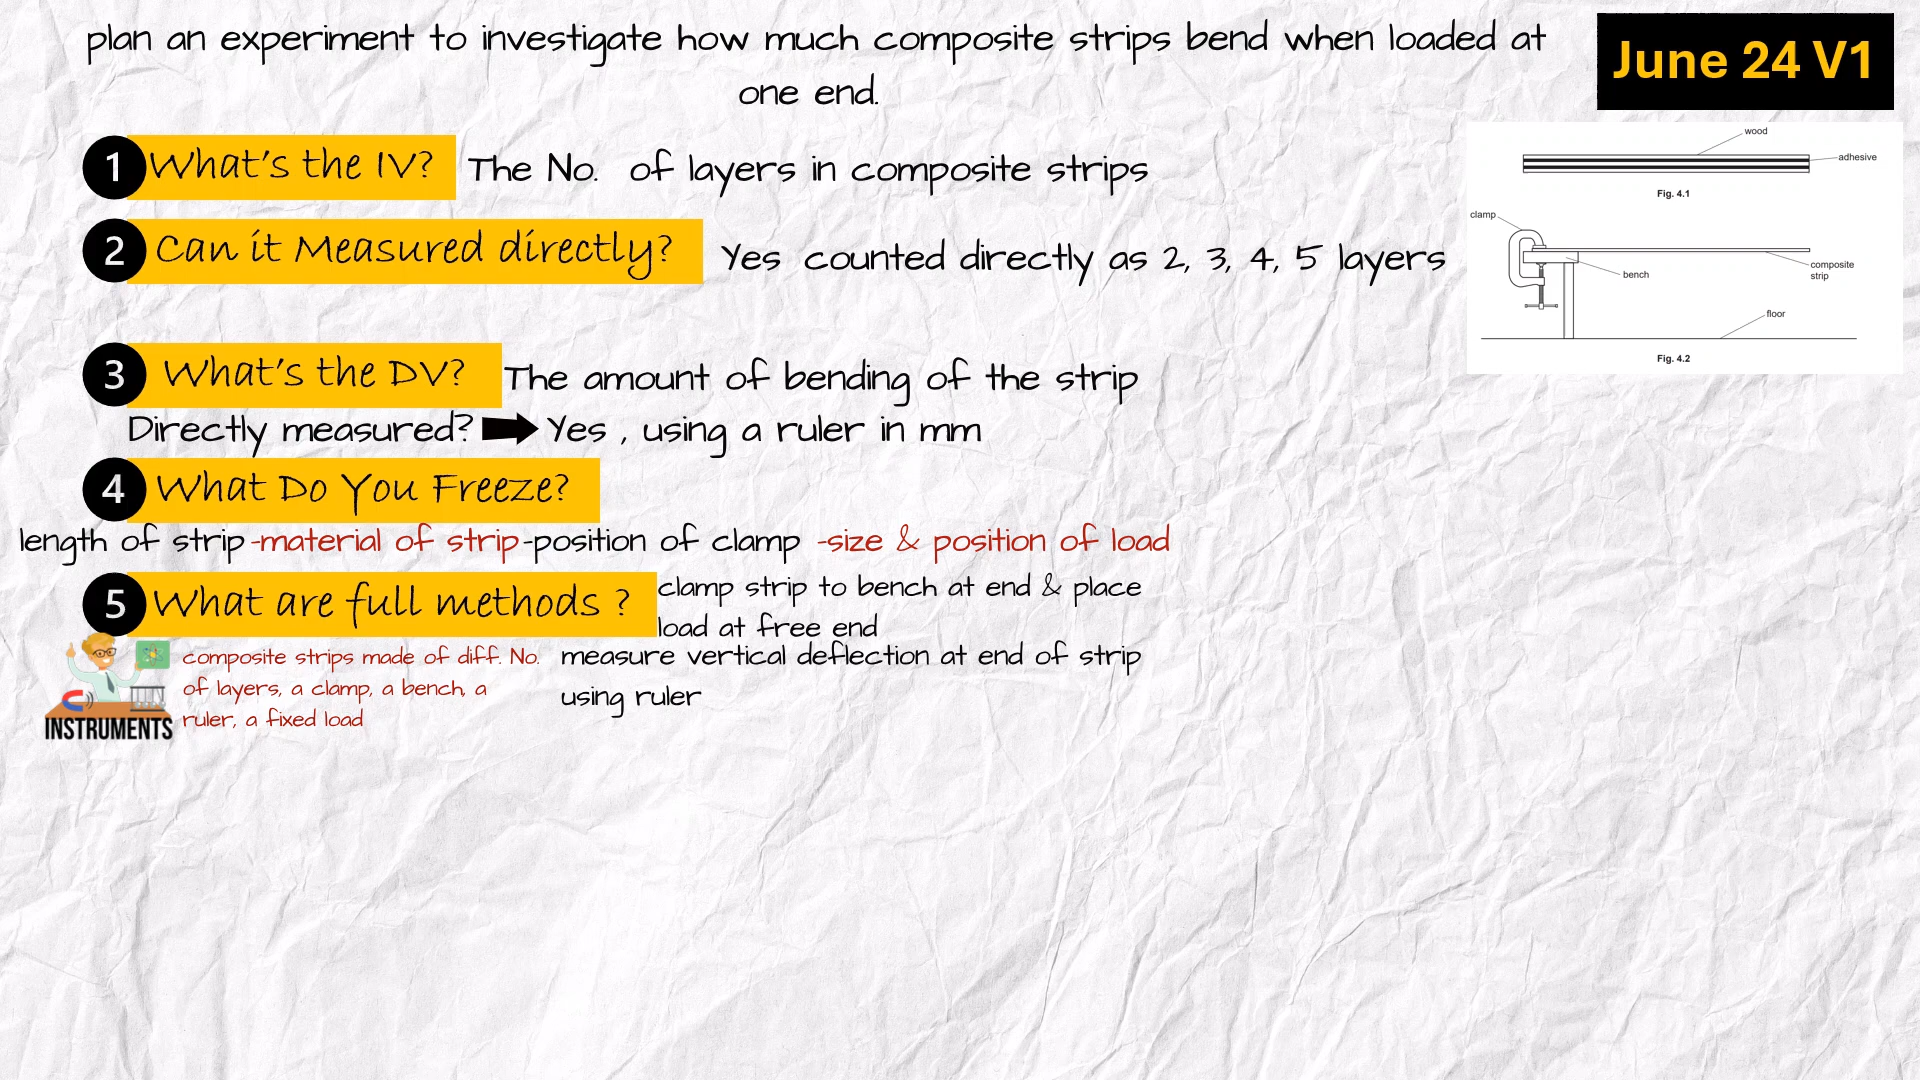 plan an experiment to investigate how much composite strips bend when loaded at
one end.
June 24 V1
1 What's the IV? The No. of layers in composite strips
2 Can it Measured directly? Yes counted directly as 2, 3, 4, 5 layers
wood
adhesive
Fig. 4.1
clamp
bench
composite
strip
floor
Fig. 4.2
3 What's the DV? The amount of bending of the strip
Directly measured? Yes , using a ruler in mm
4 What Do You Freeze?
length of strip -material of strip -position of clamp -size & position of load
5 What are full methods ?
clamp strip to bench at end & place
load at free end
INSTRUMENTS
composite strips made of diff. No.
of layers, a clamp, a bench, a
ruler, a fixed load
measure vertical deflection at end of strip
using ruler